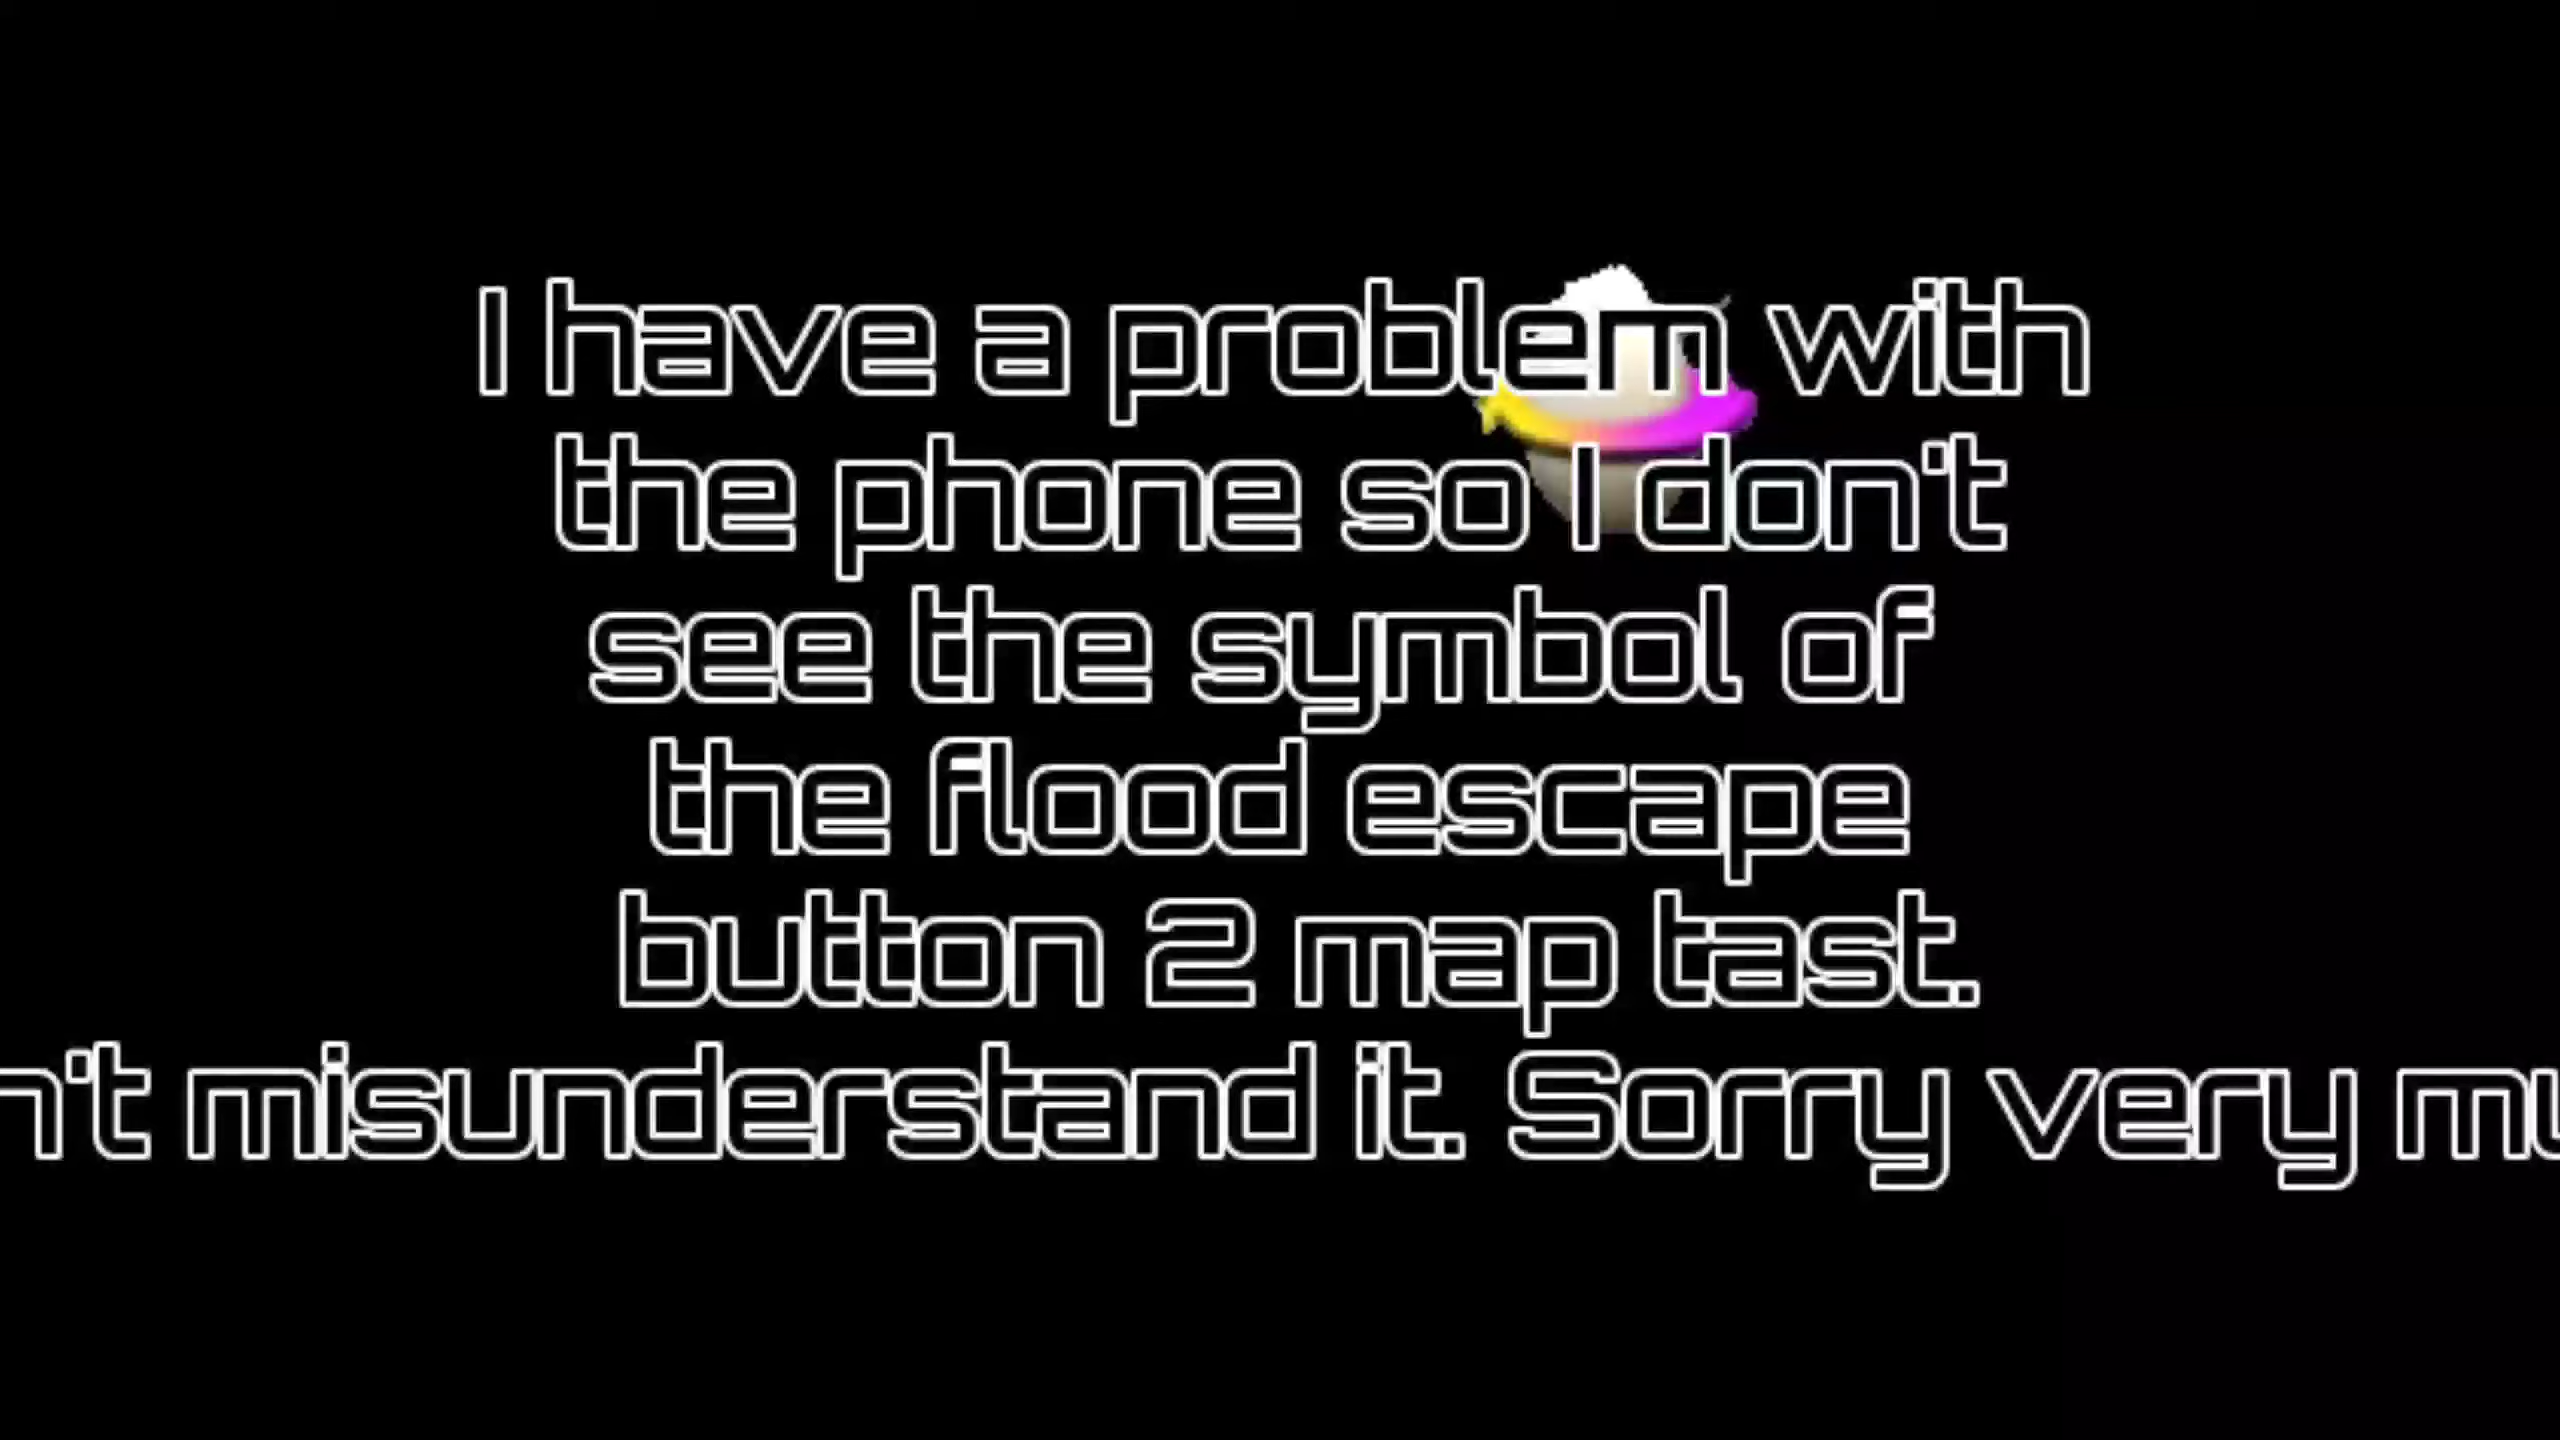 I have a problem with
the phone so I don't
see the symbol of
the flood escape
button 2 map tast.
misunderstand it. Sorry very